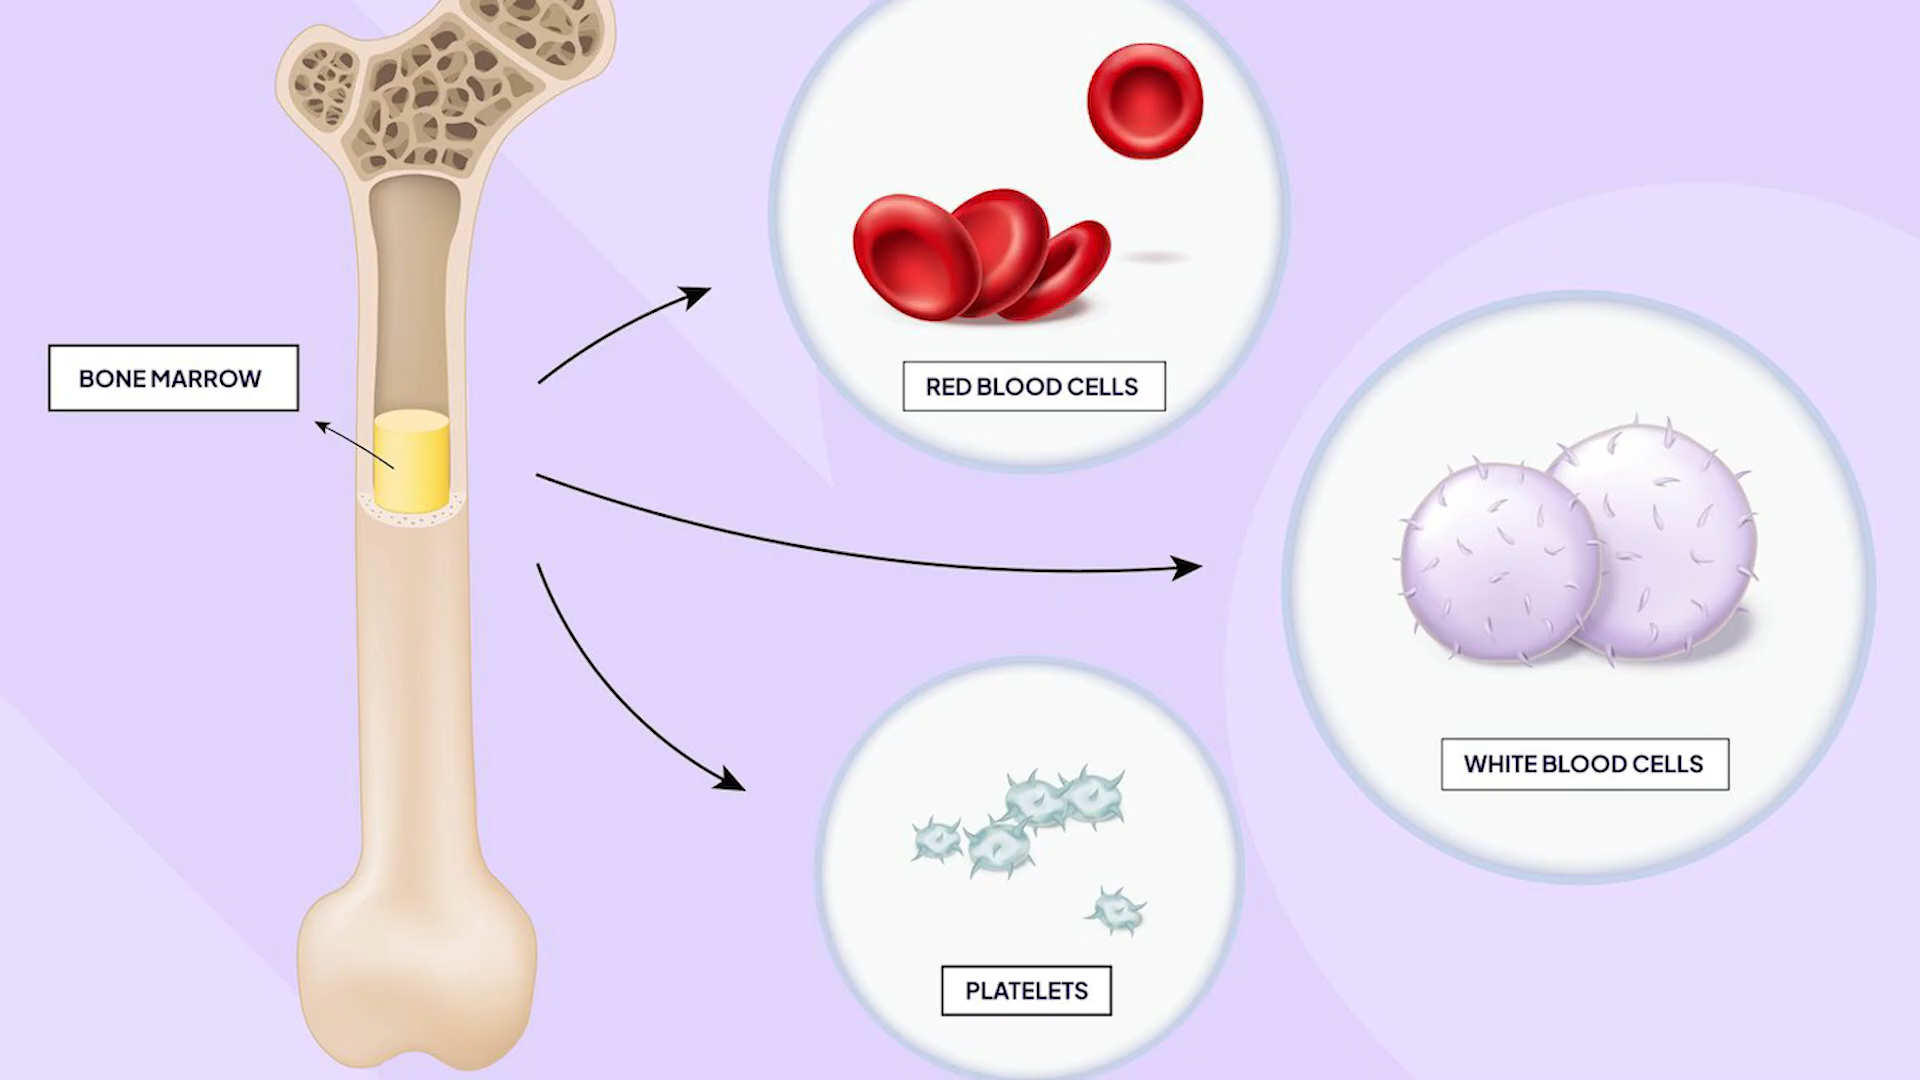 BONE MARROW
RED BLOOD CELLS
WHITE BLOOD CELLS
PLATELETS